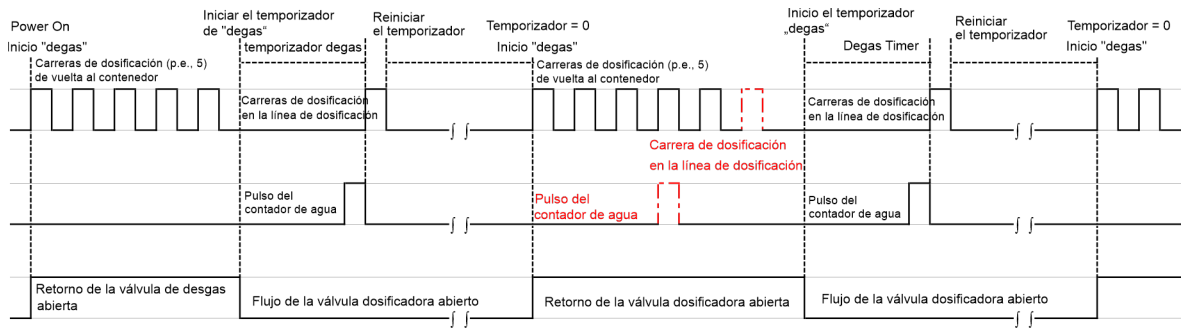 Power On
Inicio "degas"
Iniciar el temporizador
de "degas"
Reiniciar
el temporizador
Temporizador = 0
Inicio "degas"
Inicio el temporizador
„degas“
Reiniciar
el temporizador
Temporizador = 0
Inicio "degas"
temporizador degas
Degas Timer
Carreras de dosificación (p.e., 5)
de vuelta al contenedor
Carreras de dosificación
en la línea de dosificación
Carreras de dosificación (p.e., 5)
de vuelta al contenedor
Carrera de dosificación
en la línea de dosificación
Carreras de dosificación
en la línea de dosificación
Pulso del
contador de agua
Pulso del
contador de agua
Pulso del
contador de agua
Retorno de la válvula de desgas
abierta
Flujo de la válvula dosificadora abierto
Retorno de la válvula dosificadora abierta
Flujo de la válvula dosificadora abierto